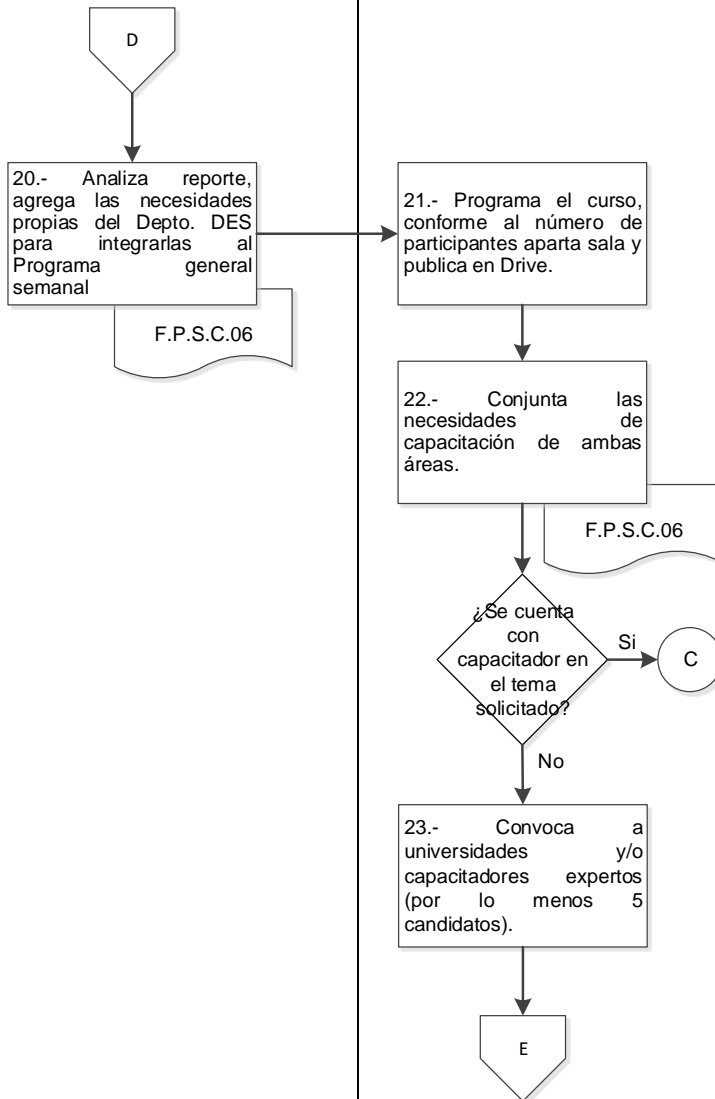 D
20.- Analiza reporte,
agrega las necesidades
propias del Depto. DES
para integrarlas al
Programa general
semanal
F.P.S.C.06
21.- Programa el curso,
conforme al número de
participantes aparta sala y
publica en Drive.
22.- Conjunta las
necesidades de
capacitación de ambas
áreas.
F.P.S.C.06
¿Se cuenta
con
capacitador en
el tema
solicitado?
Si
C
No
23.- Convoca a
universidades y/o
capacitadores expertos
(por lo menos 5
candidatos).
E